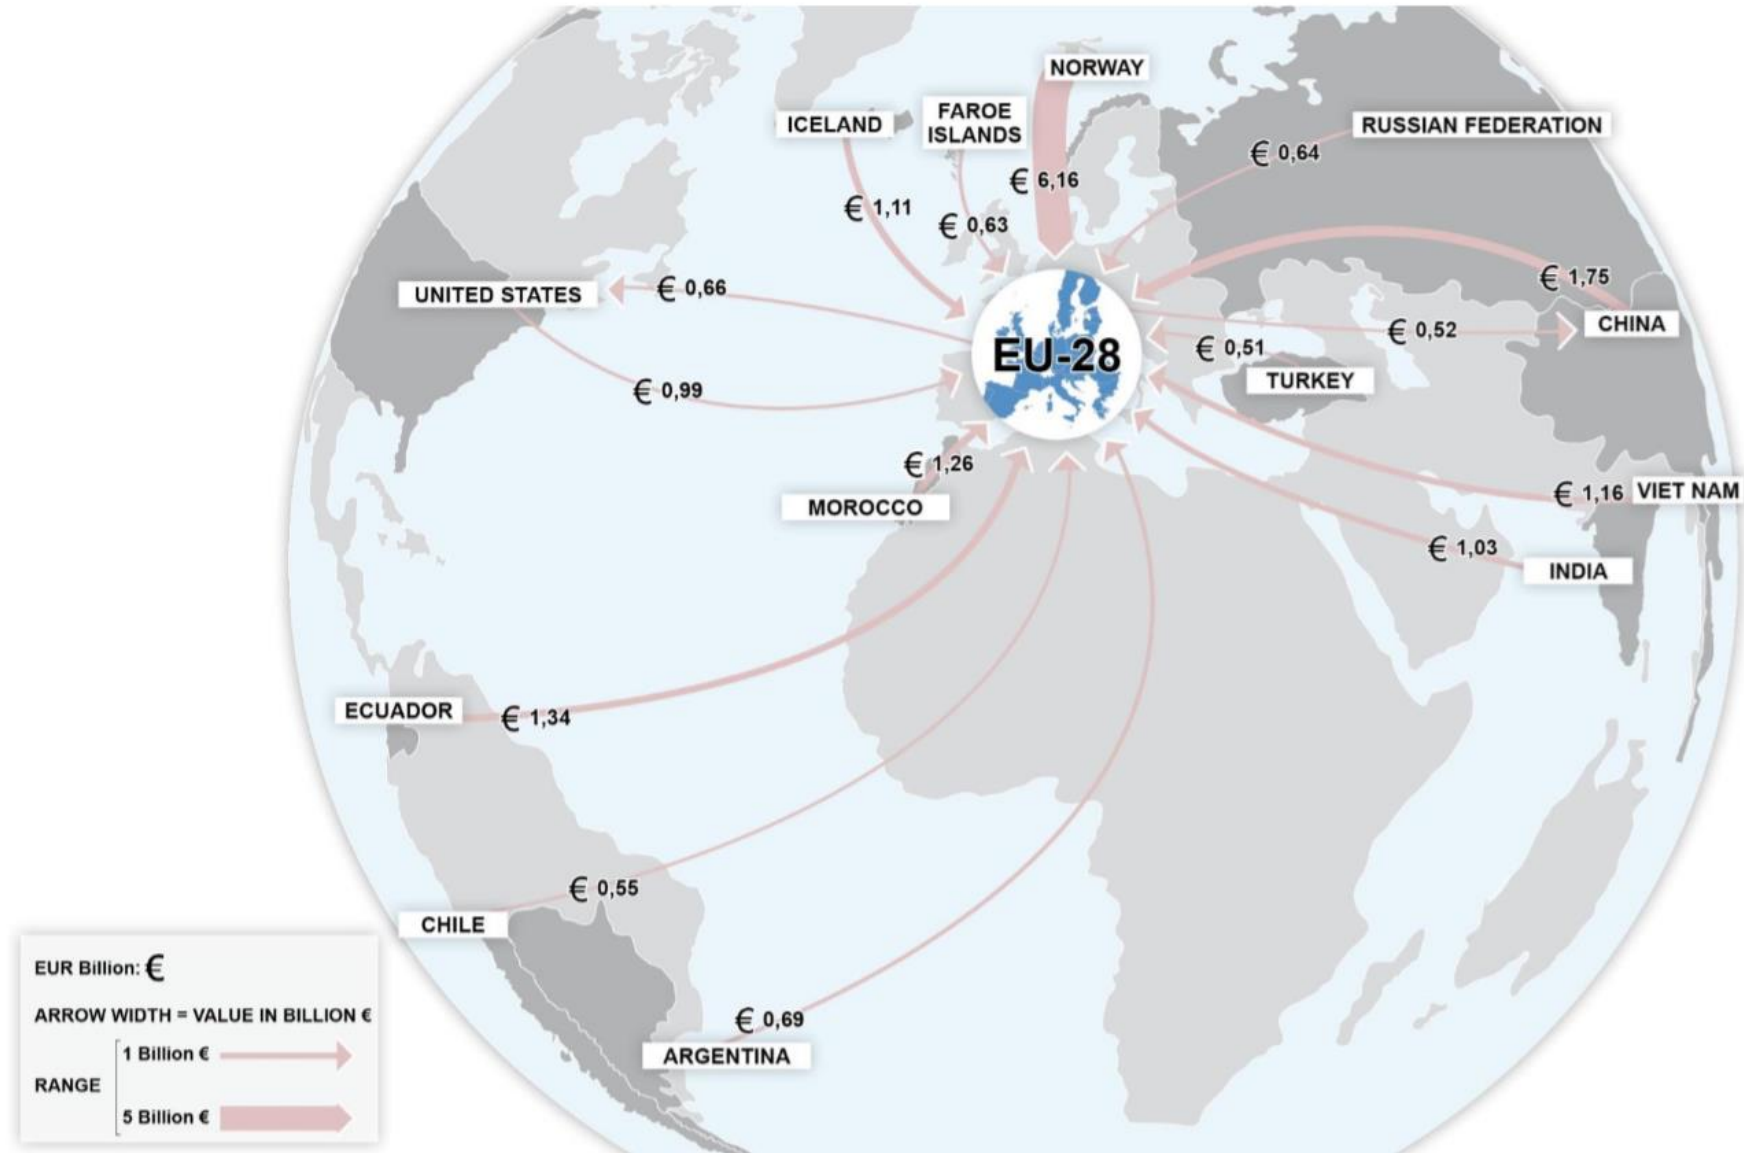 NORWAY
FAROE
ISLANDS
ICELAND
RUSSIAN FEDERATION
€ 0,64
€ 6,16
€ 1,11
€ 0,63
€ 1,75
UNITED STATES
€ 0,66
CHINA
€ 0,52
€ 0,51
EU-28
TURKEY
€ 0,99
€ 1,26
MOROCCO
€ 1,16
VIET NAM
€ 1,03
INDIA
ECUADOR
€ 1,34
€ 0,55
CHILE
€ 0,69
ARGENTINA
EUR Billion: €
ARROW WIDTH = VALUE IN BILLION €
1 Billion €
RANGE
5 Billion €